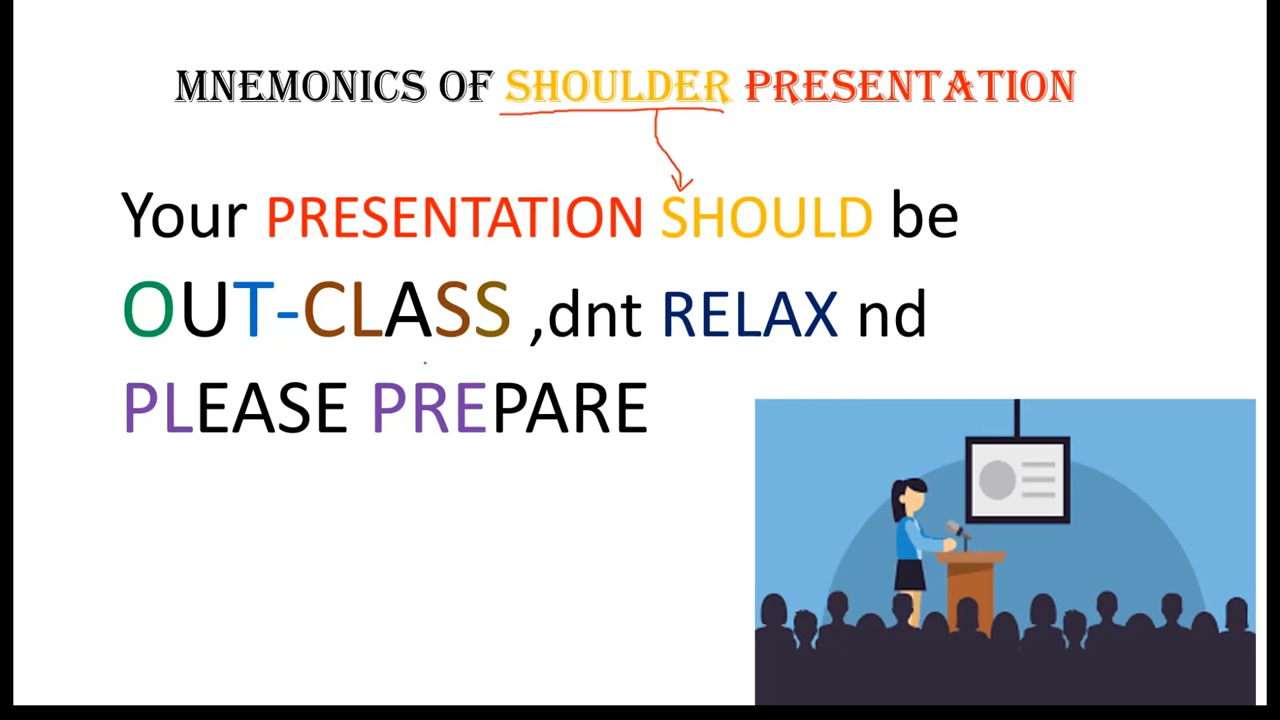 MNEMONICS OF SHOULDER PRESENTATION
Your PRESENTATION SHOULD be
OUT-CLASS ,dnt RELAX nd
PLEASE PREPARE